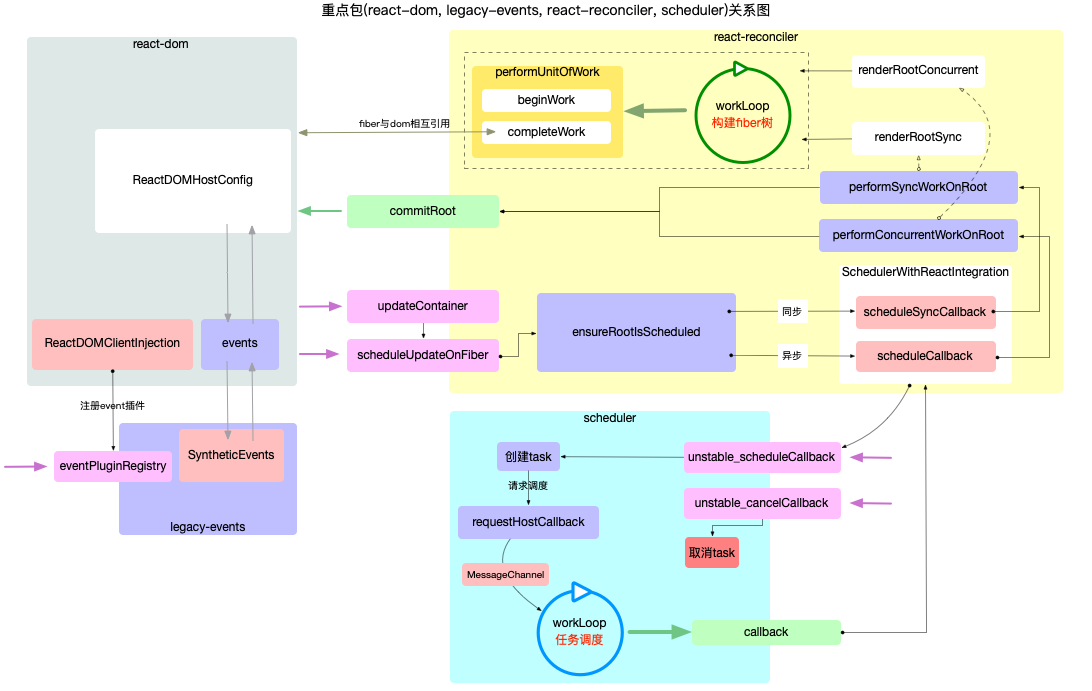 重点包(react-dom, legacy-events, react-reconciler, scheduler)关系图
react-dom
ReactDOMHostConfig
ReactDOMClientInjection
events
注册event插件
eventPluginRegistry
SyntheticEvents
legacy-events
fiber与dom相互引用
commitRoot
updateContainer
scheduleUpdateOnFiber
react-reconciler
performUnitOfWork
beginWork
completeWork
workLoop
构建fiber树
renderRootConcurrent
renderRootSync
performSyncWorkOnRoot
performConcurrentWorkOnRoot
SchedulerWithReactIntegration
ensureRootIsScheduled
同步
scheduleSyncCallback
异步
scheduleCallback
scheduler
创建task
unstable_scheduleCallback
请求调度
unstable_cancelCallback
requestHostCallback
取消task
MessageChannel
workLoop
任务调度
callback